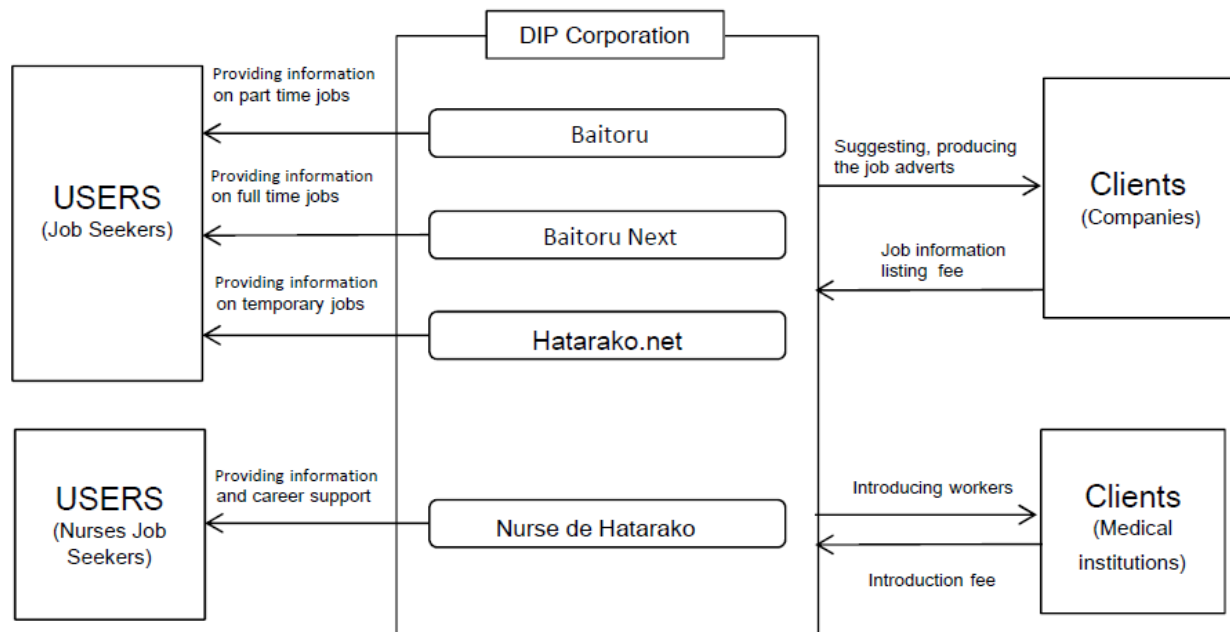 DIP Corporation
Providing information
on part time jobs
Baitoru
Providing information
on full time jobs
Baitoru Next
Providing information
on temporary jobs
Hatarako.net
USERS
(Job Seekers)
Suggesting, producing
the job adverts
Job information
listing fee
Clients
(Companies)
USERS
(Nurses Job
Seekers)
Providing information
and career support
Nurse de Hatarako
Introducing workers
Introduction fee
Clients
(Medical
institutions)